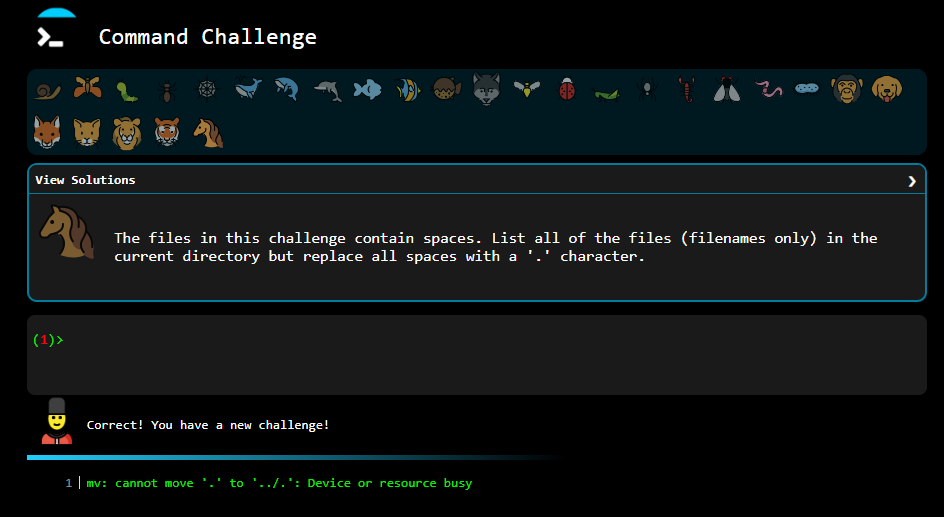 Command Challenge
View Solutions
The files in this challenge contain spaces. List all of the files (filenames only) in the
current directory but replace all spaces with a '.' character.
(1)>
Correct! You have a new challenge!
1 mv: cannot move '.' to '../.': Device or resource busy